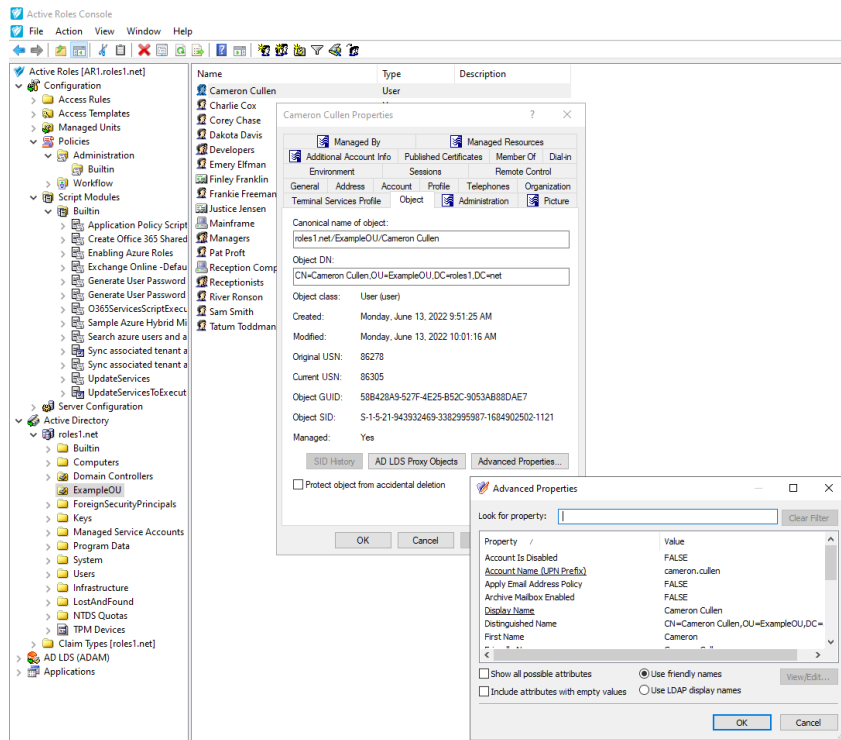 Active Roles Console
File Action View Window Help
Active Roles [AR1.roles1.net]
Configuration
Access Rules
Access Templates
Managed Units
Policies
Administration
Builtin
Workflow
Script Modules
Builtin
Application Policy Script
Create Office 365 Shared
Enabling Azure Roles
Exchange Online -Defau
Generate User Password
Generate User Password
O365ServicesScriptExecu
Sample Azure Hybrid Mi
Search azure users and a
Sync associated tenant a
Sync associated tenant a
UpdateServices
UpdateServicesToExecut
Server Configuration
Active Directory
roles1.net
Builtin
Computers
Domain Controllers
ExampleOU
ForeignSecurityPrincipals
Keys
Managed Service Accounts
Program Data
System
Users
Infrastructure
LostAndFound
NTDS Quotas
TPM Devices
Claim Types [roles1.net]
AD LDS (ADAM)
Applications
Name Type Description
Cameron Cullen User
Charlie Cox
Corey Chase
Dakota Davis
Developers
Emery Elfman
Finley Franklin
Frankie Freeman
Justice Jensen
Mainframe
Managers
Pat Proft
Reception Comp
Receptionists
River Ronson
Sam Smith
Tatum Toddman
Cameron Cullen Properties
Managed By Managed Resources
Additional Account Info Published Certificates Member Of Dial-in
Environment Sessions Remote Control
General Address Account Profile Telephones Organization
Terminal Services Profile Object Administration Picture
Canonical name of object:
roles1.net/ExampleOU/Cameron Cullen
Object DN:
CN=Cameron Cullen,OU=ExampleOU,DC=roles1,DC=net
Object class: User (user)
Created: Monday, June 13, 2022 9:51:25 AM
Modified: Monday, June 13, 2022 10:01:16 AM
Original USN: 86278
Current USN: 86305
Object GUID: 58B428A9-527F-4E25-B52C-9053AB88DAE7
Object SID: S-1-5-21-943932469-3382995987-1684902502-1121
Managed: Yes
SID History AD LDS Proxy Objects Advanced Properties...
Protect object from accidental deletion
OK Cancel
Advanced Properties
Look for property: Clear Filter
Property Value
Account Is Disabled FALSE
Account Name (UPN Prefix) cameron.cullen
Apply Email Address Policy FALSE
Archive Mailbox Enabled FALSE
Display Name Cameron Cullen
Distinguished Name CN=Cameron Cullen,OU=ExampleOU,DC=
First Name Cameron
Show all possible attributes Use friendly names View/Edit...
Include attributes with empty values Use LDAP display names
OK Cancel